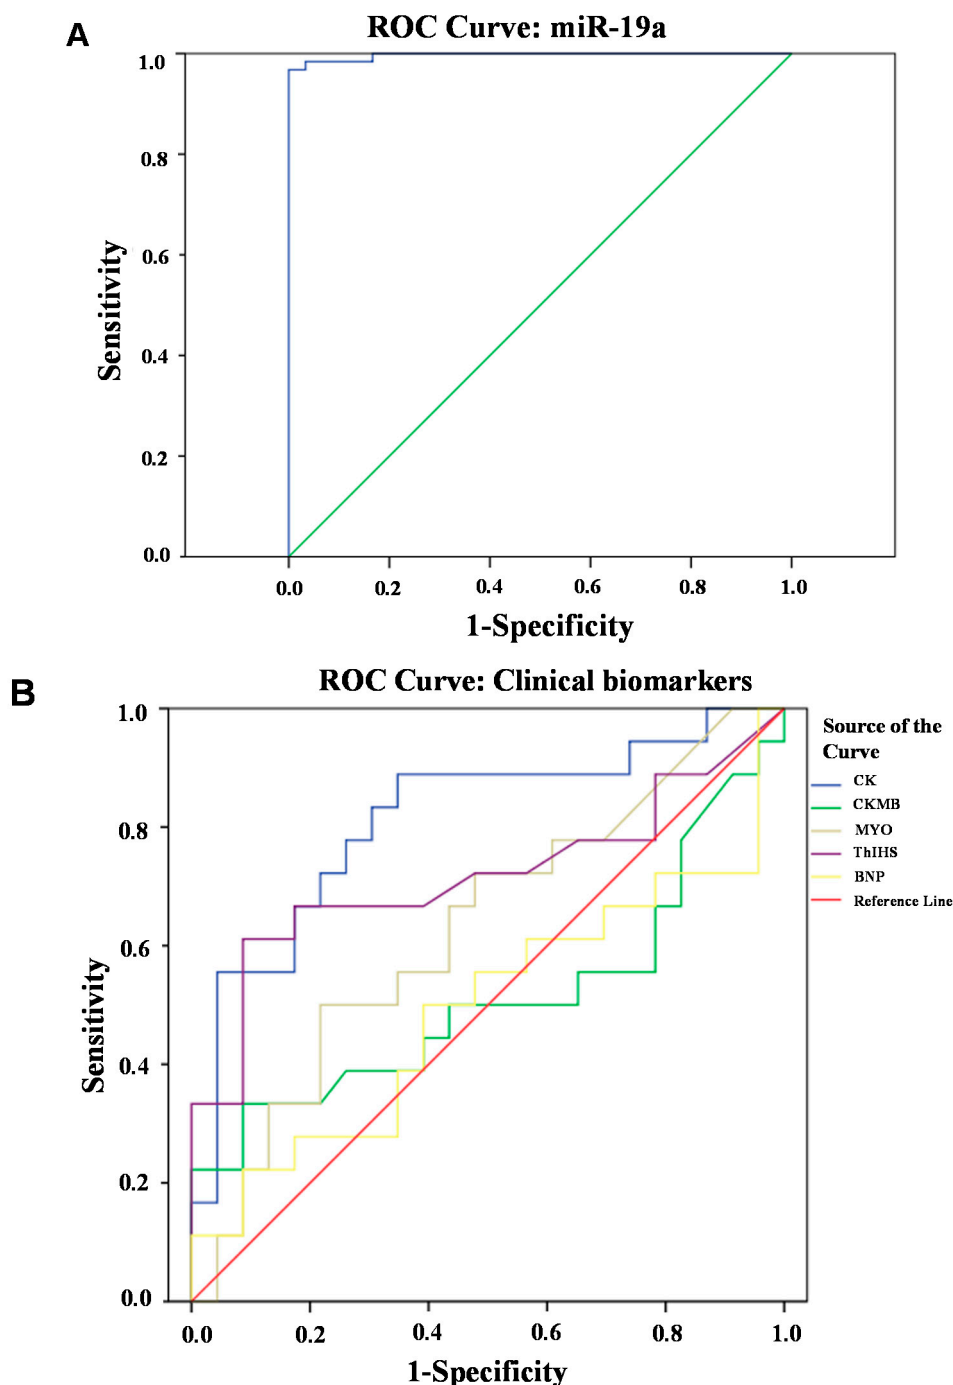 A
ROC Curve: miR-19a
1.0
0.8
0.6
0.4
0.2
0.0
Sensitivity
0.0 0.2 0.4 0.6 0.8 1.0
1-Specificity
B
ROC Curve: Clinical biomarkers
1.0
0.8
0.6
0.4
0.2
0.0
Sensitivity
0.0 0.2 0.4 0.6 0.8 1.0
1-Specificity
Source of the
Curve
CK
CKMB
MYO
ThIHS
BNP
Reference Line